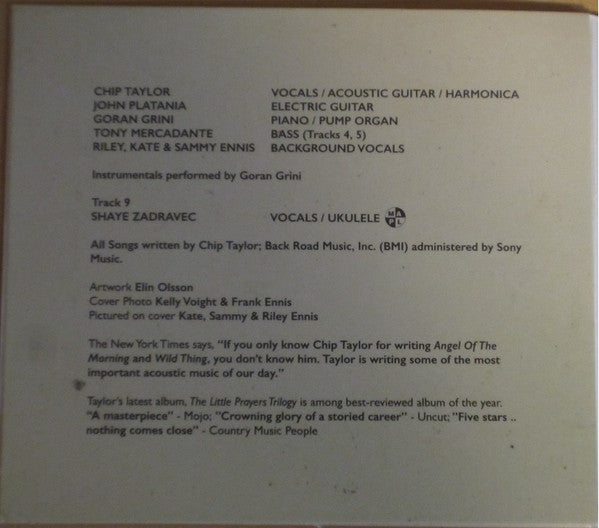 CHIP TAYLOR VOCALS / ACOUSTIC GUITAR / HARMONICA
JOHN PLATANIA ELECTRIC GUITAR
GORAN GRINI PIANO / PUMP ORGAN
TONY MERCADANTE BASS (Tracks 4, 5)
RILEY, KATE & SAMMY ENNIS BACKGROUND VOCALS
Instrumentals performed by Goran Grini
Track 9
SHAYE ZADRAVEC VOCALS / UKULELE MAPL
All Songs written by Chip Taylor; Back Road Music, Inc. (BMI) administered by Sony
Music.
Artwork Elin Olsson
Cover Photo Kelly Voight & Frank Ennis
Pictured on cover Kate, Sammy & Riley Ennis
The New York Times says, “If you only know Chip Taylor for writing Angel Of The
Morning and Wild Thing, you don’t know him. Taylor is writing some of the most
important acoustic music of our day.”
Taylor’s latest album, The Little Prayers Trilogy is among best-reviewed album of the year.
“A masterpiece” - Mojo; “Crowning glory of a storied career” - Uncut; “Five stars ..
nothing comes close” - Country Music People